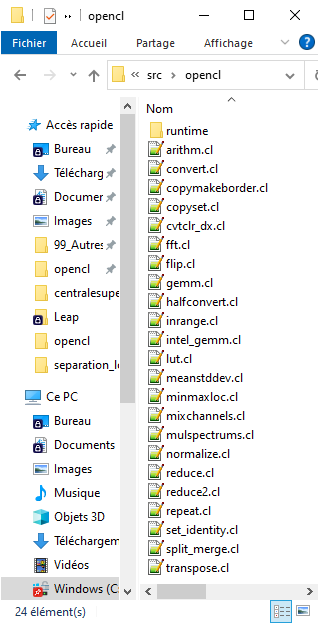 opencl
Fichier Accueil Partage Affichage
src opencl
Nom
Accès rapide
Bureau
Télécharg
Documen
Images
99_Autres
opencl
centralesupe
Leap
opencl
separation_l
Ce PC
Bureau
Documents
Images
Musique
Objets 3D
Téléchargem
Vidéos
Windows (C
runtime
arithm.cl
convert.cl
copymakeborder.cl
copyset.cl
cvtclr_dx.cl
fft.cl
flip.cl
gemm.cl
halfconvert.cl
inrange.cl
intel_gemm.cl
lut.cl
meanstddev.cl
minmaxloc.cl
mixchannels.cl
mulspectrums.cl
normalize.cl
reduce.cl
reduce2.cl
repeat.cl
set_identity.cl
split_merge.cl
transpose.cl
24 élément(s)